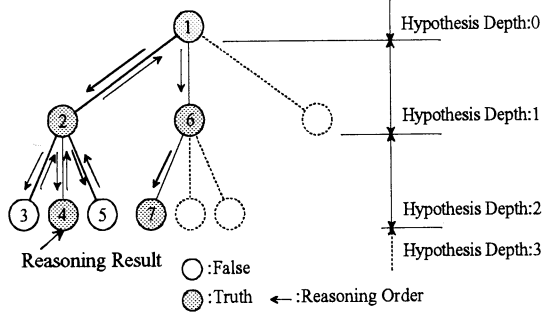 1
Hypothesis Depth:0
2
6
Hypothesis Depth:1
3
4
5
7
Hypothesis Depth:2
Hypothesis Depth:3
Reasoning Result
:False
:Truth
:Reasoning Order